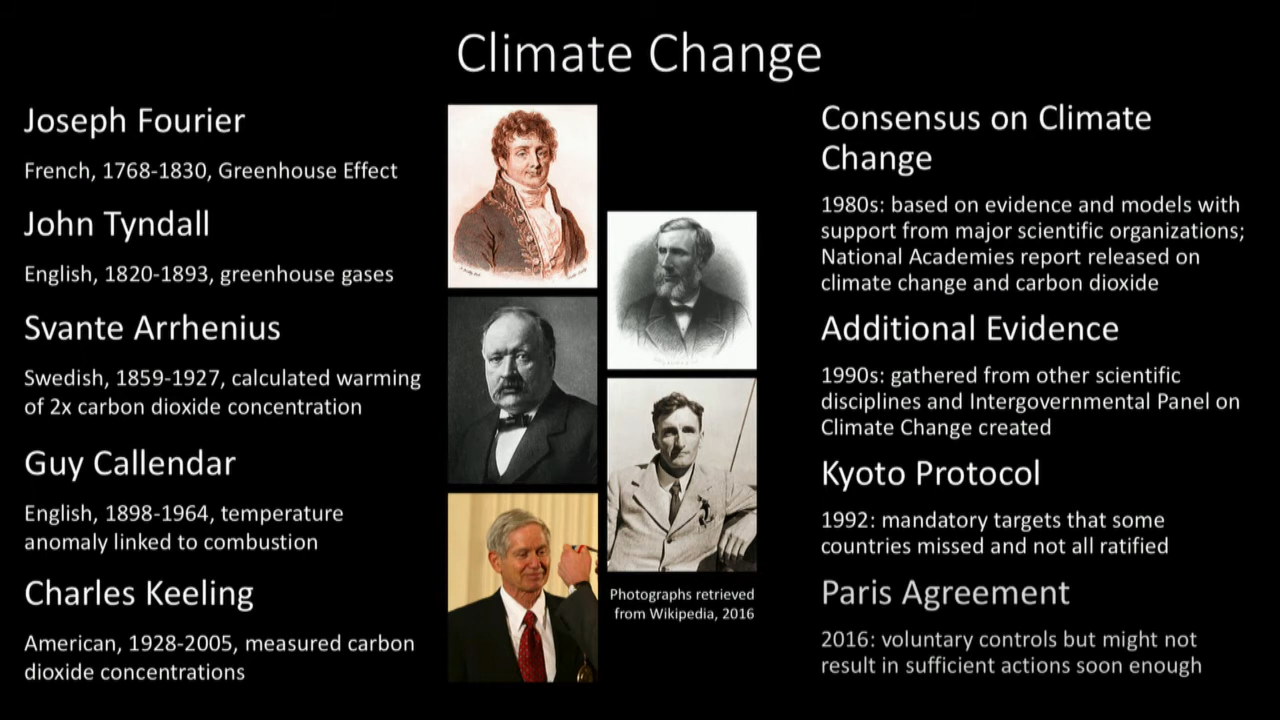 Climate Change
Joseph Fourier
French, 1768-1830, Greenhouse Effect
John Tyndall
English, 1820-1893, greenhouse gases
Svante Arrhenius
Swedish, 1859-1927, calculated warming
of 2x carbon dioxide concentration
Guy Callendar
English, 1898-1964, temperature
anomaly linked to combustion
Charles Keeling
American, 1928-2005, measured carbon
dioxide concentrations
Photographs retrieved
from Wikipedia, 2016
Consensus on Climate
Change
1980s: based on evidence and models with
support from major scientific organizations;
National Academies report released on
climate change and carbon dioxide
Additional Evidence
1990s: gathered from other scientific
disciplines and Intergovernmental Panel on
Climate Change created
Kyoto Protocol
1992: mandatory targets that some
countries missed and not all ratified
Paris Agreement
2016: voluntary controls but might not
result in sufficient actions soon enough